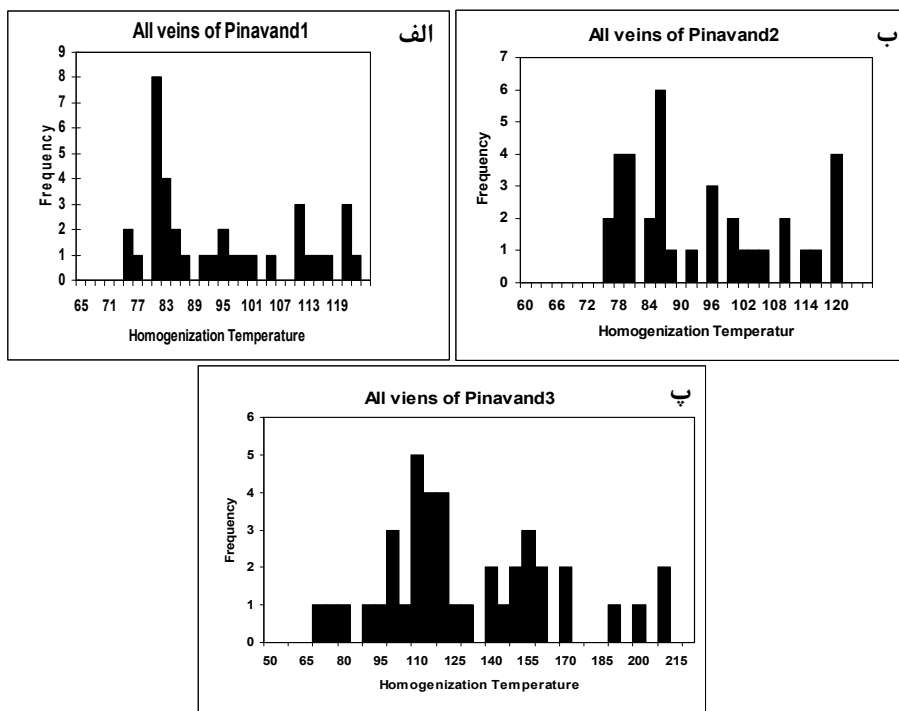 All veins of Pinavand1
الف
9
8
7
6
5
4
3
2
1
0
Frequency
65 71 77 83 89 95 101 107 113 119
Homogenization Temperature
All veins of Pinavand2
ب
7
6
5
4
3
2
1
0
Frequency
60 66 72 78 84 90 96 102 108 114 120
Homogenization Temperatur
All viens of Pinavand3
پ
6
5
4
3
2
1
0
Frequency
50 65 80 95 110 125 140 155 170 185 200 215
Homogenization Temperature